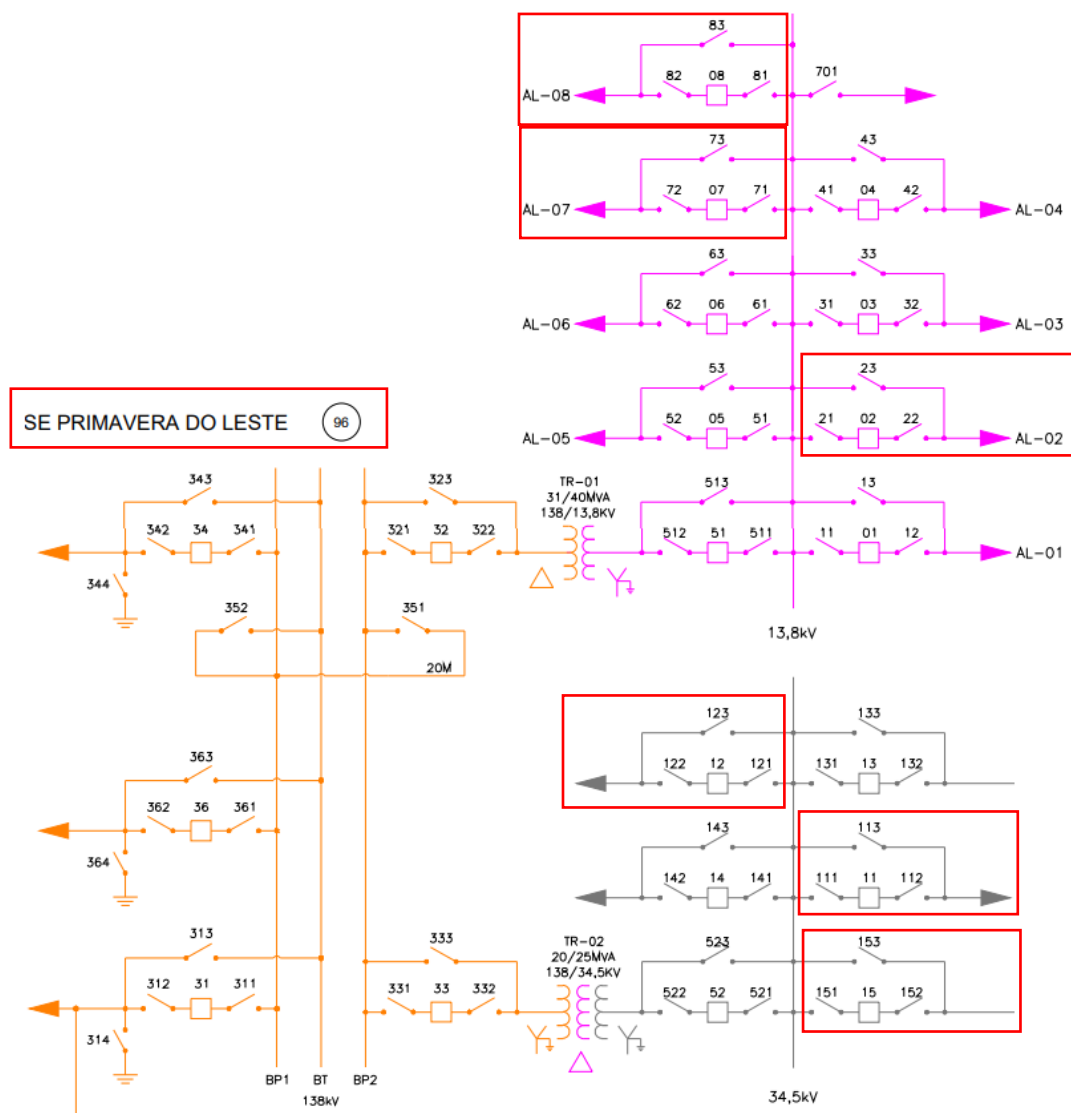 83
82 08 81 701
AL-08
73 43
72 07 71 41 04 42
AL-07 AL-04
63 33
62 06 61 31 03 32
AL-06 AL-03
53 23
52 05 51 21 02 22
AL-05 AL-02
SE PRIMAVERA DO LESTE 96
343 323
TR-01
31/40MVA
138/13,8KV
513 13
342 34 341 321 32 322 512 51 511 11 01 12
AL-01
344
352 351
13,8kV
20M
123 133
122 12 121 131 13 132
363
362 36 361
364
143 113
142 14 141 111 11 112
313 333
TR-02
20/25MVA
138/34,5KV
523 153
312 31 311 331 33 332 522 52 521 151 15 152
314
BP1 BT BP2
138kV
34,5kV